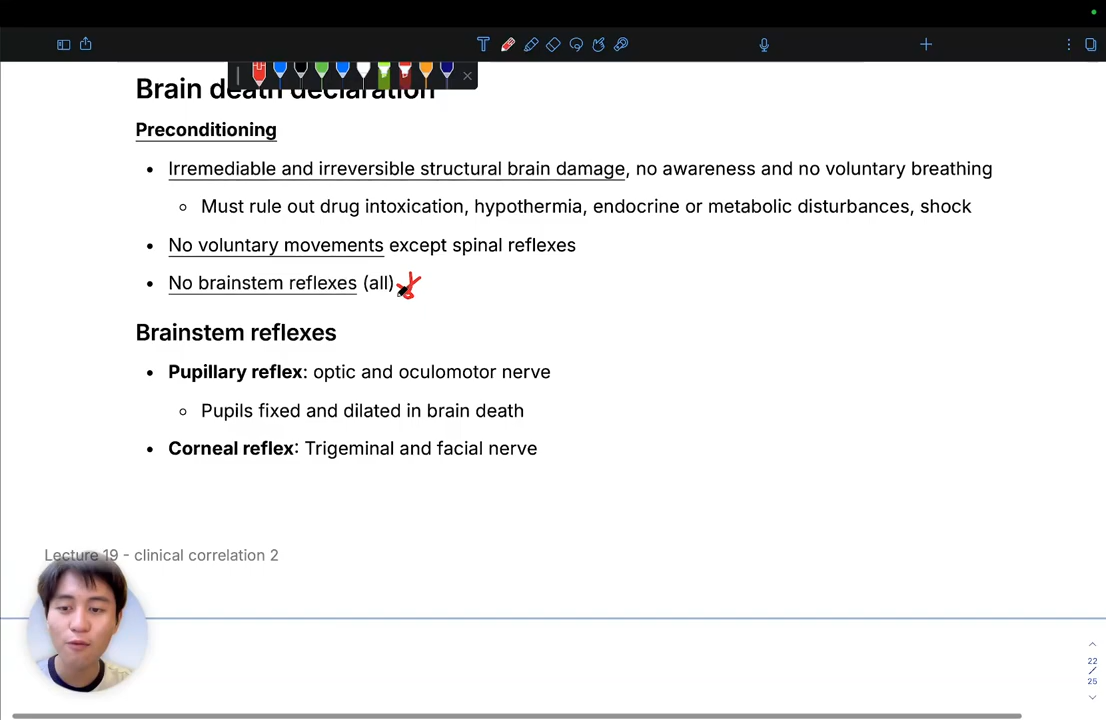 Brain death declaration
Preconditioning
• Irremediable and irreversible structural brain damage, no awareness and no voluntary breathing
◦ Must rule out drug intoxication, hypothermia, endocrine or metabolic disturbances, shock
• No voluntary movements except spinal reflexes
• No brainstem reflexes (all)
Brainstem reflexes
• Pupillary reflex: optic and oculomotor nerve
◦ Pupils fixed and dilated in brain death
• Corneal reflex: Trigeminal and facial nerve
Lecture 19 - clinical correlation 2
22
/
25